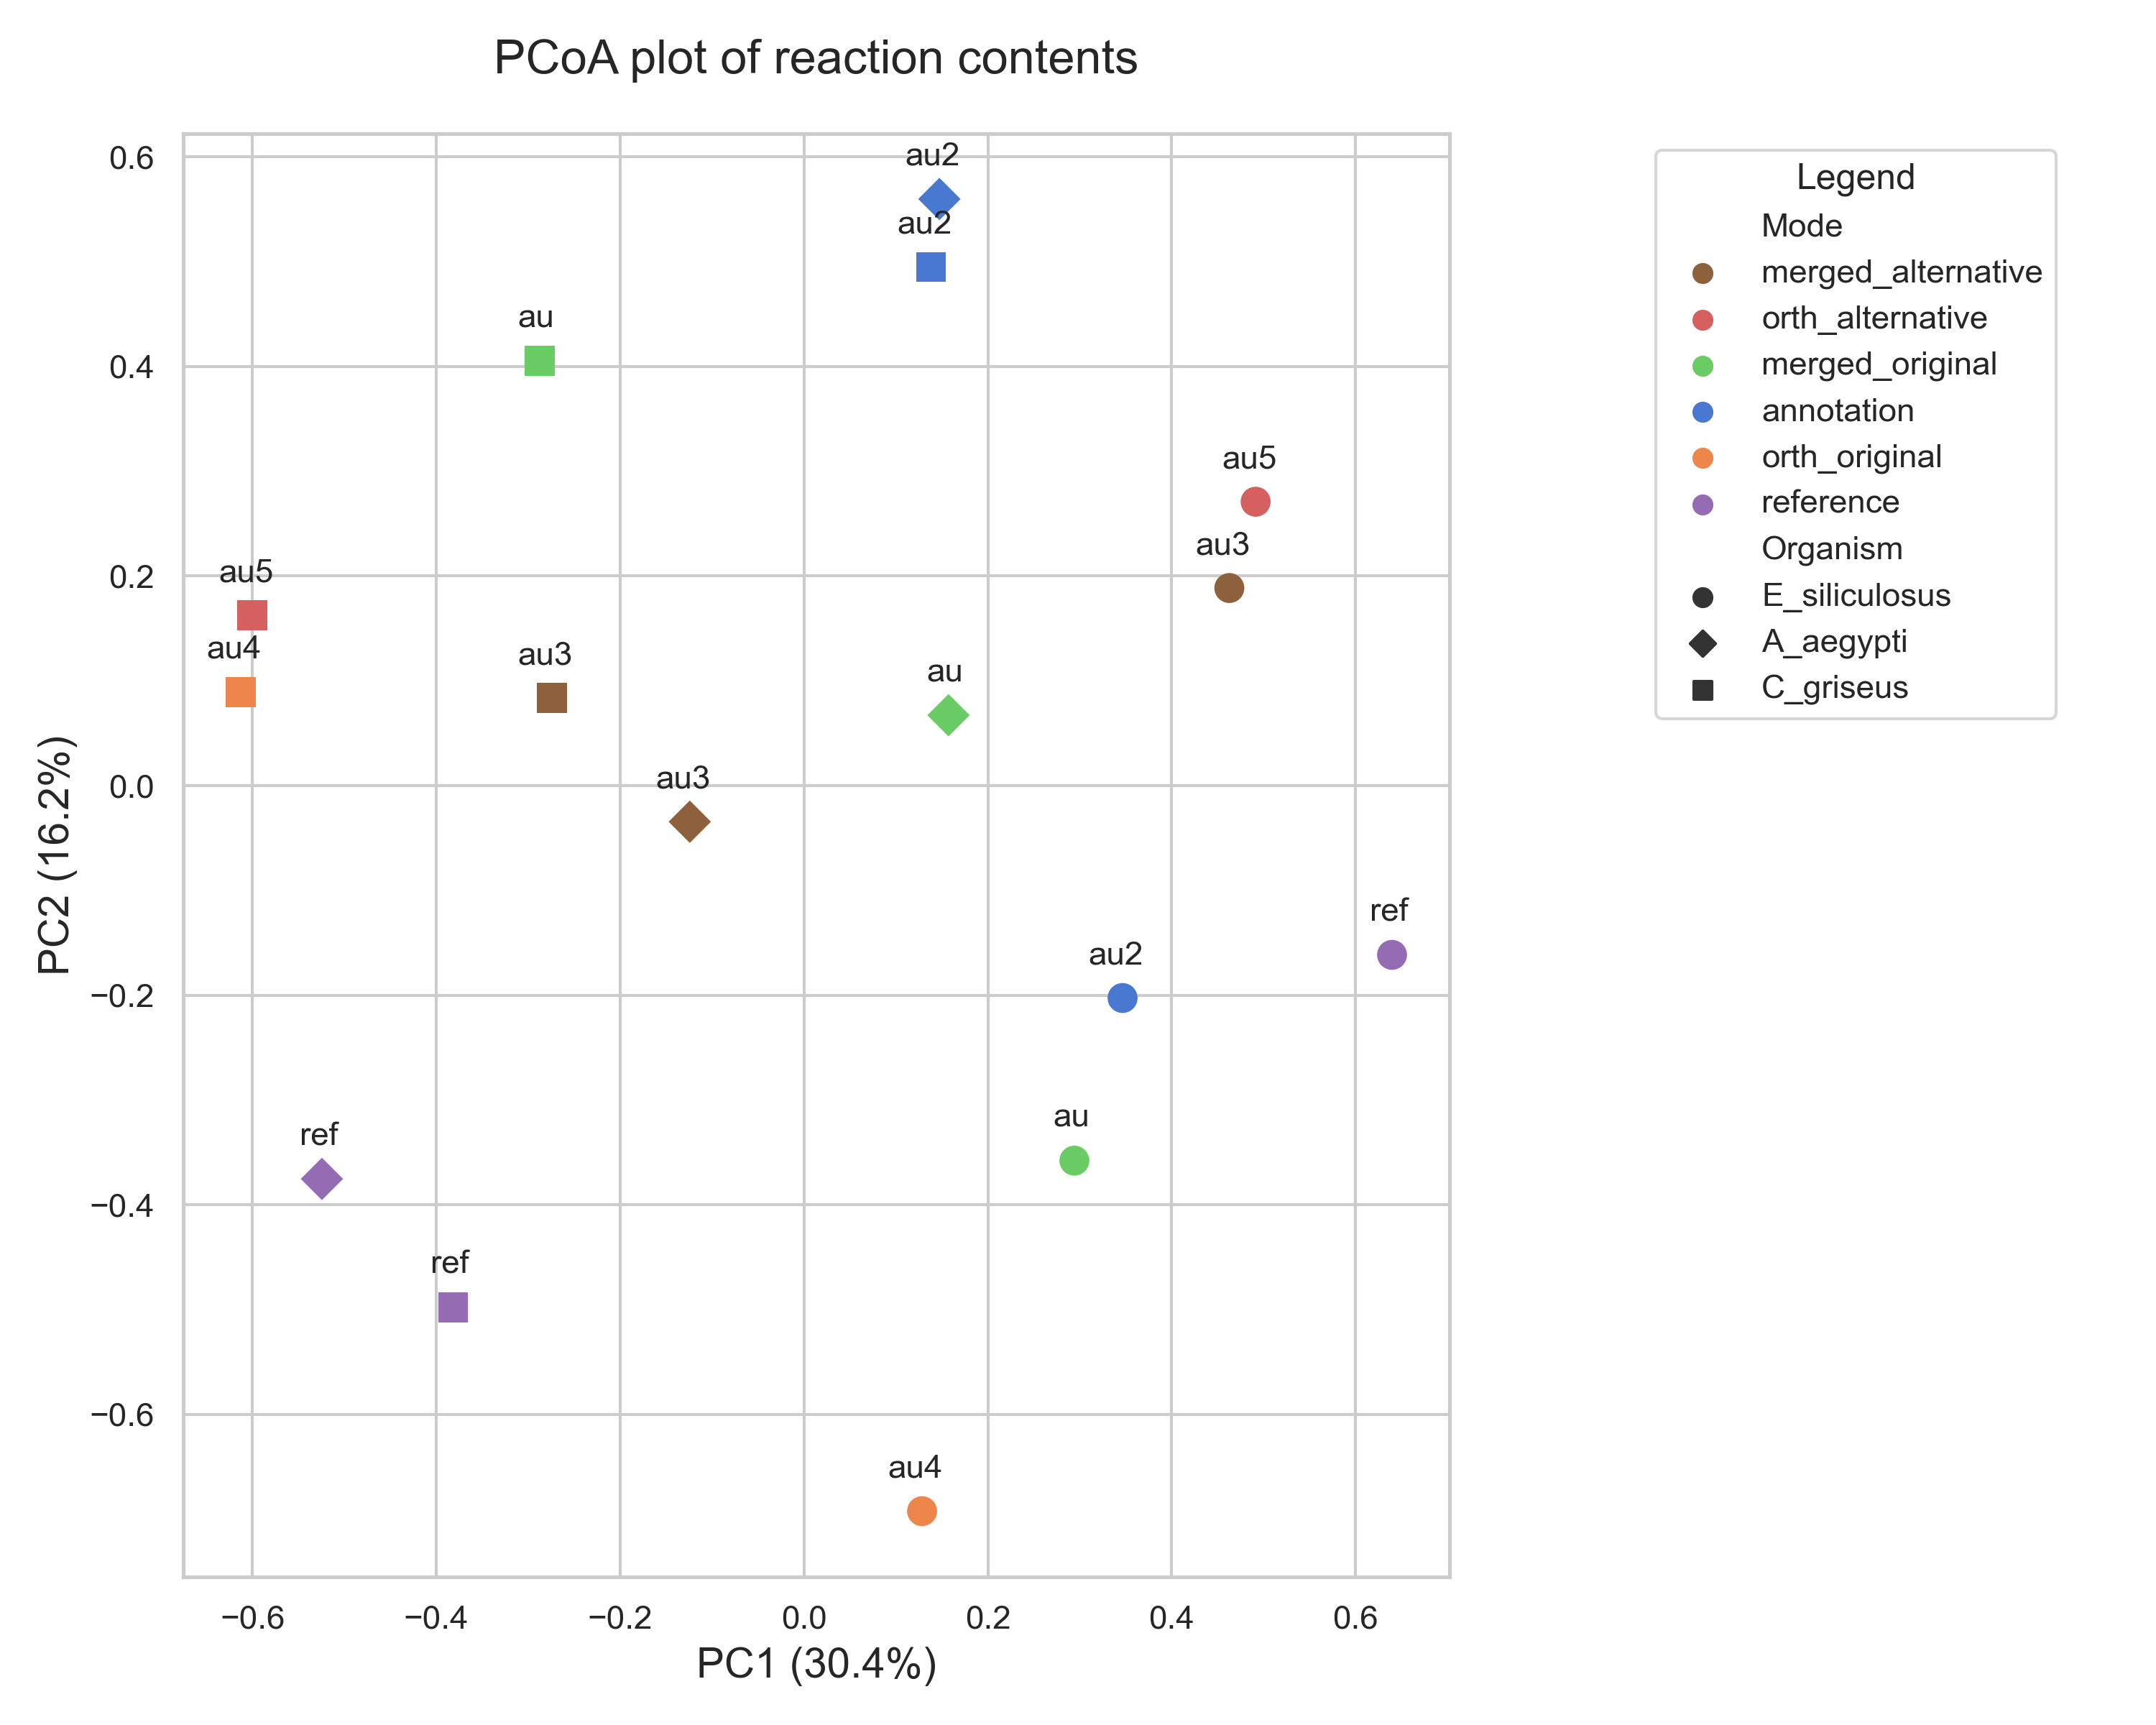 PCoA plot of reaction contents
0.6
0.4
0.2
0.0
−0.2
−0.4
−0.6
PC2 (16.2%)
au2
au2
au
au5
au3
au5
au4
au3
au
au3
ref
au2
au
ref
ref
au4
−0.6
−0.4
−0.2
0.0
0.2
0.4
0.6
PC1 (30.4%)
Legend
Mode
merged_alternative
orth_alternative
merged_original
annotation
orth_original
reference
Organism
E_siliculosus
A_aegypti
C_griseus